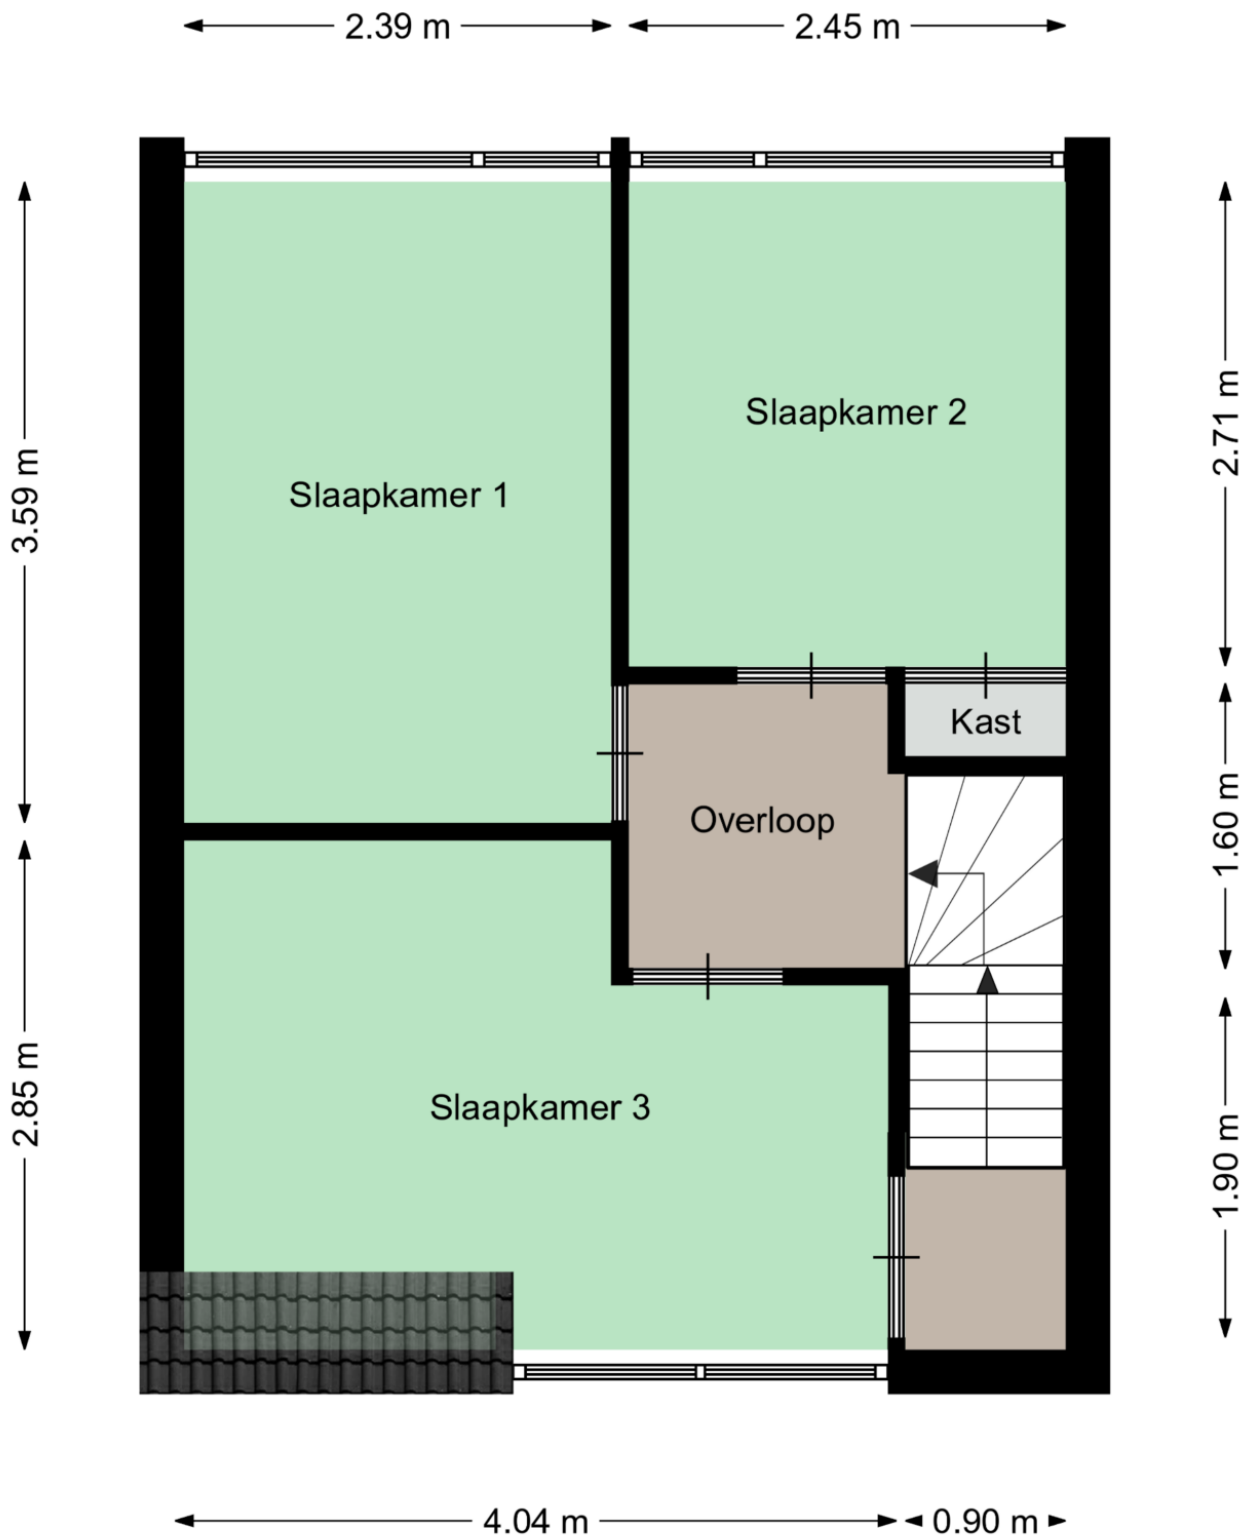 2.39 m
2.45 m
3.59 m
2.71 m
Slaapkamer 2
Slaapkamer 1
Kast
Overloop
1.60 m
2.85 m
Slaapkamer 3
1.90 m
4.04 m
0.90 m